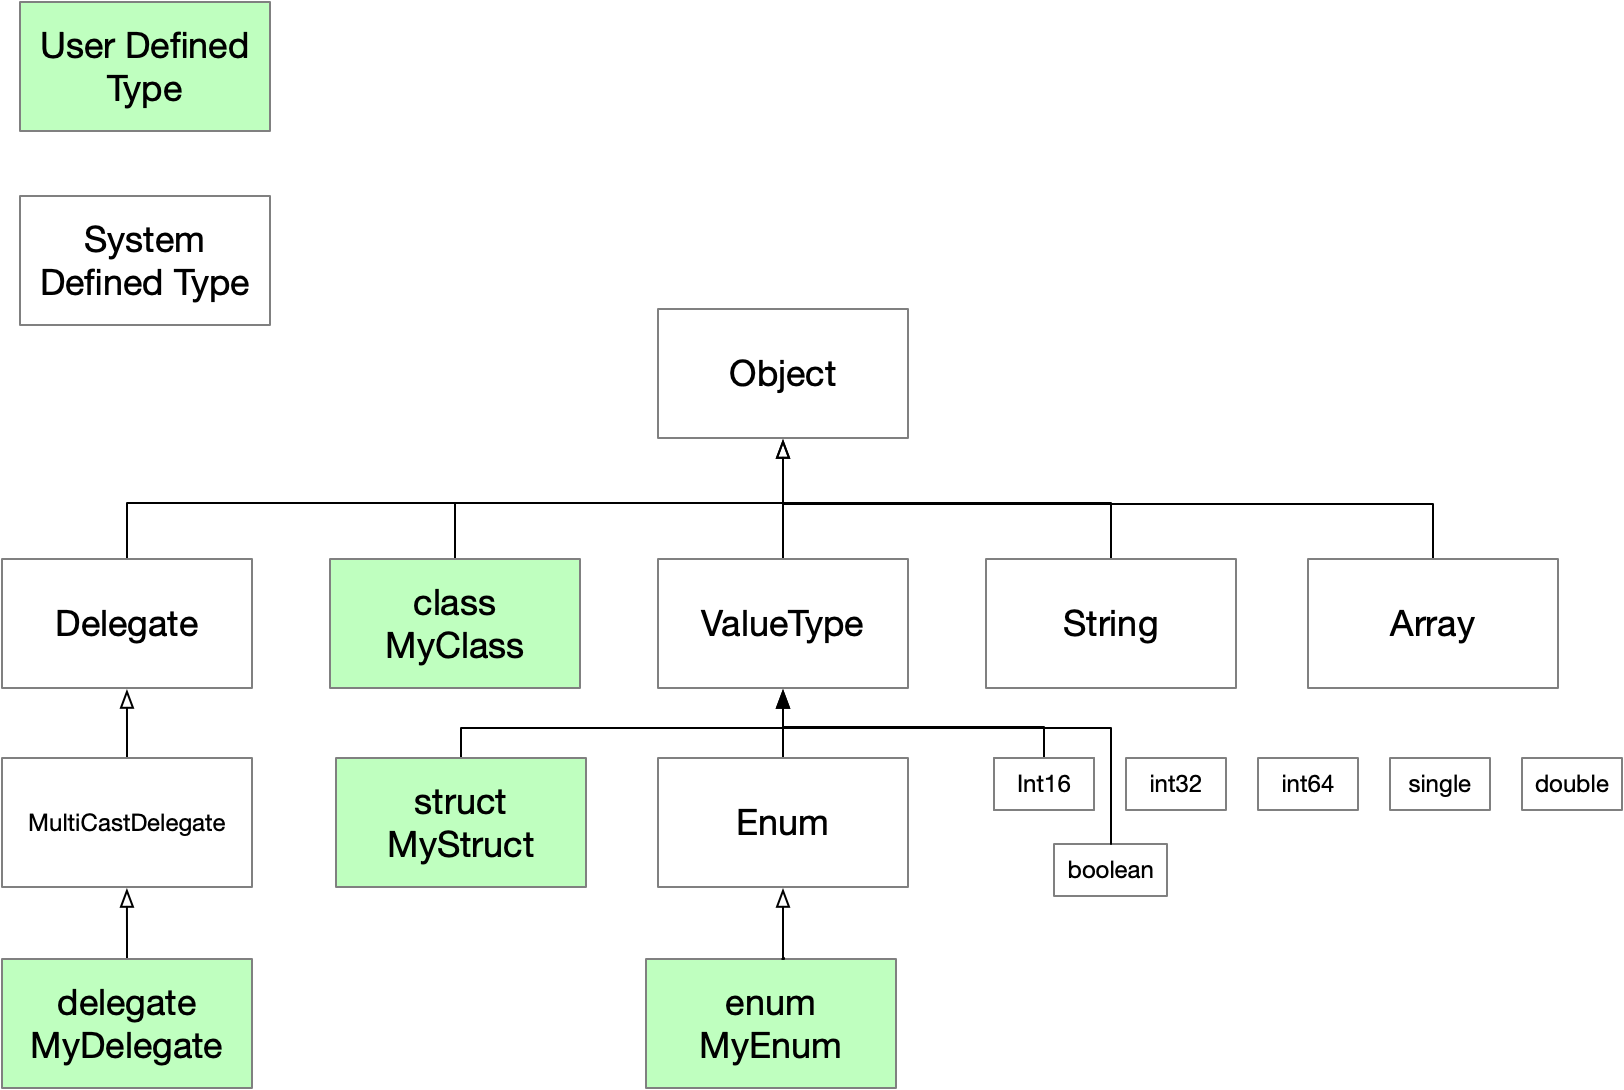 User Defined
Type
System
Defined Type
Object
Delegate
class
MyClass
ValueType
String
Array
MultiCastDelegate
struct
MyStruct
Enum
Int16
int32
int64
single
double
boolean
delegate
MyDelegate
enum
MyEnum